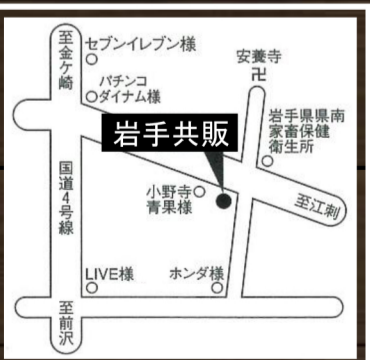 至金ケ崎
セブンイレブン様
パチンコ
ダイナム様
安養寺
卍
岩手県県南
家畜保健
衛生所
岩手共販
国道4号線
小野寺
青果様
至江刺
LIVE様
ホンダ様
至前沢